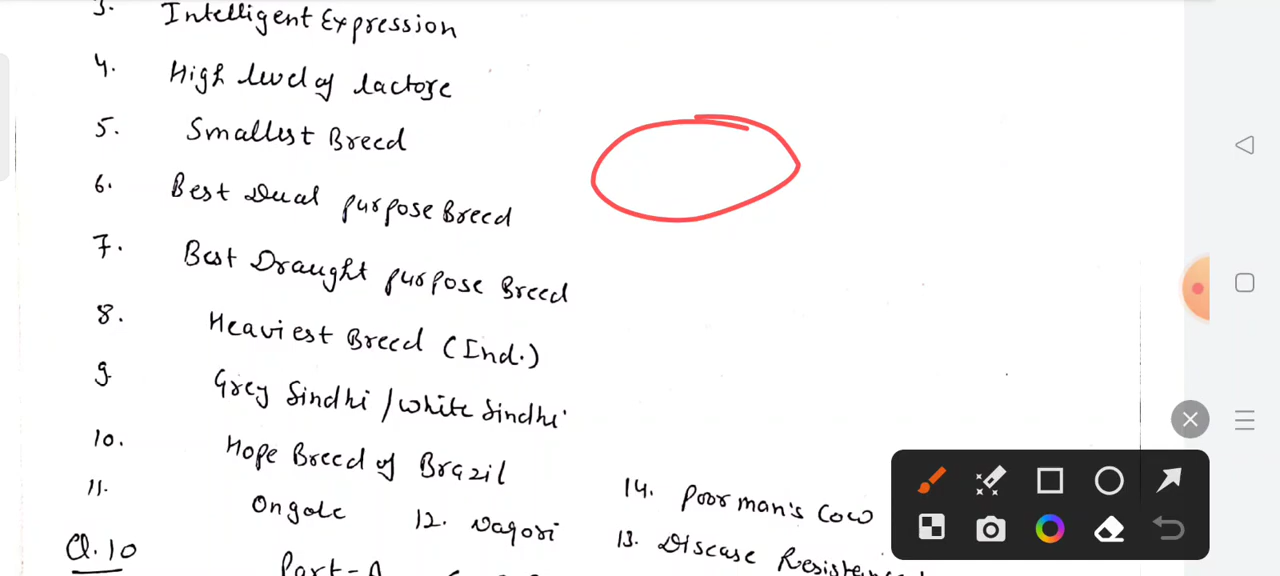 3. Intelligent Expression
4. High level of lactose
5. Smallest Breed
6. Best Dual purpose Breed
7. Best Draught purpose Breed
8. Heaviest Breed (Ind.)
9 Grey Sindhi / white Sindhi
10. Hope Breed of Brazil
11. Ongole 12. Nagori
14. Poor man's Cow
13. Disease
Q.10
Part-A